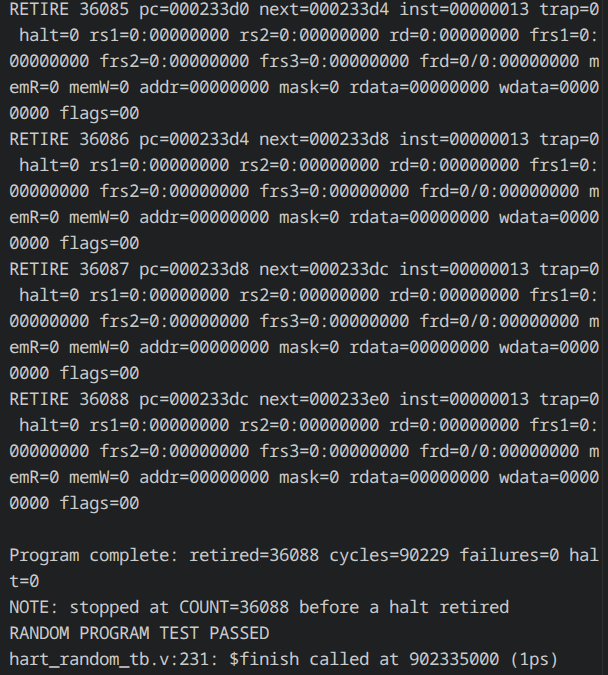 RETIRE 36085 pc=000233d0 next=000233d4 inst=00000013 trap=0
 halt=0 rs1=0:00000000 rs2=0:00000000 rd=0:00000000 frs1=0:
00000000 frs2=0:00000000 frs3=0:00000000 frd=0/0:00000000 m
emR=0 memW=0 addr=00000000 mask=0 rdata=00000000 wdata=0000
0000 flags=00
RETIRE 36086 pc=000233d4 next=000233d8 inst=00000013 trap=0
 halt=0 rs1=0:00000000 rs2=0:00000000 rd=0:00000000 frs1=0:
00000000 frs2=0:00000000 frs3=0:00000000 frd=0/0:00000000 m
emR=0 memW=0 addr=00000000 mask=0 rdata=00000000 wdata=0000
0000 flags=00
RETIRE 36087 pc=000233d8 next=000233dc inst=00000013 trap=0
 halt=0 rs1=0:00000000 rs2=0:00000000 rd=0:00000000 frs1=0:
00000000 frs2=0:00000000 frs3=0:00000000 frd=0/0:00000000 m
emR=0 memW=0 addr=00000000 mask=0 rdata=00000000 wdata=0000
0000 flags=00
RETIRE 36088 pc=000233dc next=000233e0 inst=00000013 trap=0
 halt=0 rs1=0:00000000 rs2=0:00000000 rd=0:00000000 frs1=0:
00000000 frs2=0:00000000 frs3=0:00000000 frd=0/0:00000000 m
emR=0 memW=0 addr=00000000 mask=0 rdata=00000000 wdata=0000
0000 flags=00

Program complete: retired=36088 cycles=90229 failures=0 hal
t=0
NOTE: stopped at COUNT=36088 before a halt retired
RANDOM PROGRAM TEST PASSED
hart_random_tb.v:231: $finish called at 902335000 (1ps)